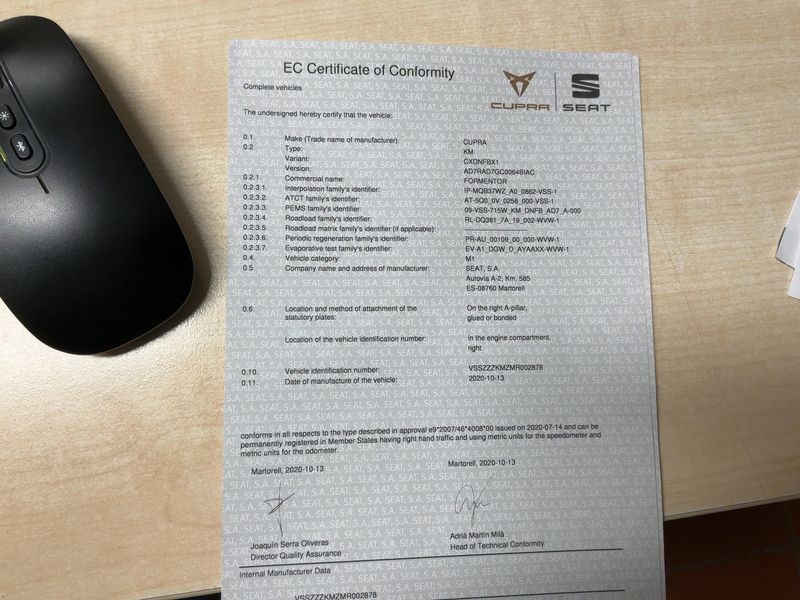 EC Certificate of Conformity
Complete vehicles
CUPRA SEAT
The undersigned hereby certify that the vehicle:
0.1. Make (Trade name of manufacturer): CUPRA
0.2. Type: KM
Variant: CXDNFBX1
Version: AD7RAD7GC0064BIAC
0.2.1. Commercial name: FORMENTOR
0.2.3.1. Interpolation family's identifier: IP-MQB37WZ_A0_0862-VSS-1
0.2.3.2. ATCT family's identifier: AT-5Q0_0V_0258_000-VSS-1
0.2.3.3. PEMS family's identifier: 09-VSS-715W_KM_DNFB_AD7_A-000
0.2.3.4. Roadload family's identifier: RL-DQ381_7A_19_002-WVW-1
0.2.3.5. Roadload matrix family's identifier (if applicable):
0.2.3.6. Periodic regeneration family's identifier: PR-AU_00109_00_000-WVW-1
0.2.3.7. Evaporative test family's identifier: EV-A1_DGW_D_AYAAXX-WVW-1
0.4. Vehicle category: M1
0.5. Company name and address of manufacturer: SEAT, S.A.
Autovia A-2, Km. 585
ES-08760 Martorell
0.6. Location and method of attachment of the On the right A-pillar,
statutory plates: glued or bonded
Location of the vehicle identification number: In the engine compartment,
right
0.10. Vehicle identification number: VSSZZZKMZMR002878
0.11. Date of manufacture of the vehicle: 2020-10-13
conforms in all respects to the type described in approval e9*2007/46*4008*00 issued on 2020-07-14 and can be
permanently registered in Member States having right hand traffic and using metric units for the speedometer and
metric units for the odometer.
Martorell, 2020-10-13 Martorell, 2020-10-13
Joaquín Serra Oliveras Adrià Martín Milà
Director Quality Assurance Head of Technical Conformity
Internal Manufacturer Data
VSSZZZKMZMR002878